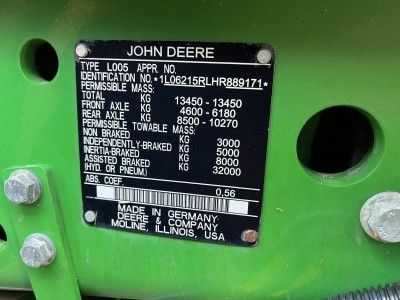 JOHN DEERE
TYPE L005 APPR. NO.
IDENTIFICATION NO. *1L06215RLHR889171*
PERMISSIBLE MASS:
TOTAL KG 13450 - 13450
FRONT AXLE KG 4600 - 6180
REAR AXLE KG 8500 - 10270
PERMISSIBLE TOWABLE MASS:
NON BRAKED KG 3000
INDEPENDENTLY-BRAKED KG 5000
INERTIA-BRAKED KG 8000
ASSISTED BRAKED KG 32000
(HYD. OR PNEUM.)
ABS. COEF. 0,56
MADE IN GERMANY
DEERE & COMPANY
MOLINE, ILLINOIS, USA